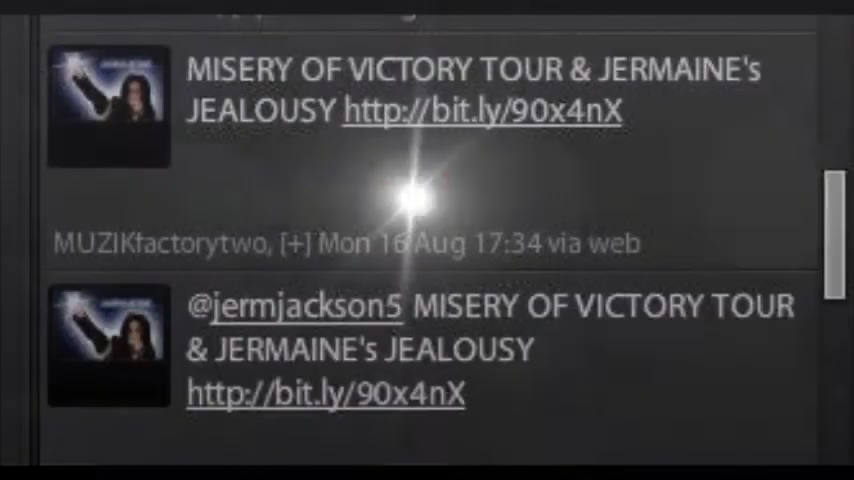 MISERY OF VICTORY TOUR & JERMAINE's
JEALOUSY http://bit.ly/90x4nX
MUZIKfactorytwo, [+] Mon 16 Aug 17:34 via web
@jermjackson5 MISERY OF VICTORY TOUR
& JERMAINE's JEALOUSY
http://bit.ly/90x4nX